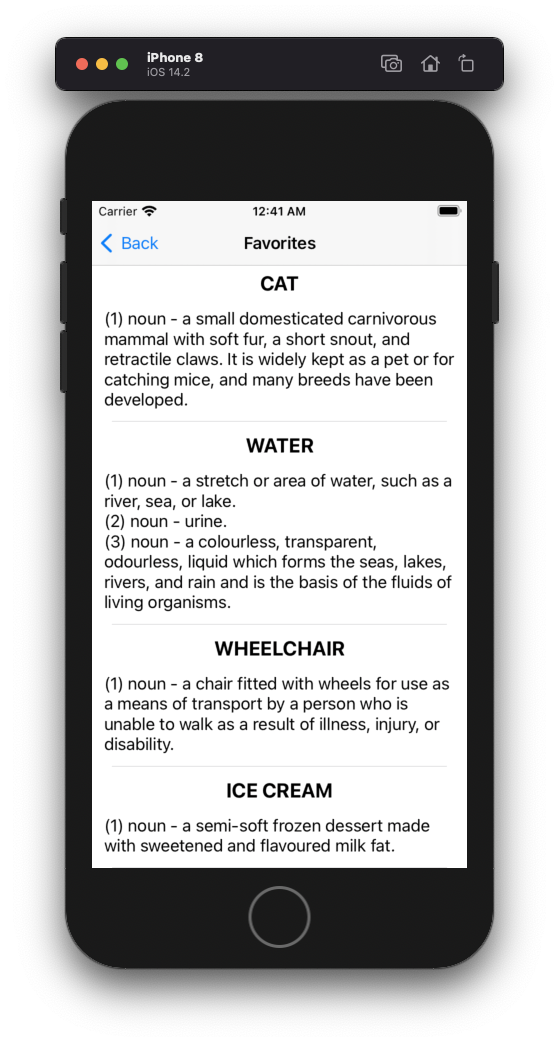 iPhone 8
iOS 14.2
Carrier 12:41 AM
Back Favorites
CAT
(1) noun - a small domesticated carnivorous
mammal with soft fur, a short snout, and
retractile claws. It is widely kept as a pet or for
catching mice, and many breeds have been
developed.
WATER
(1) noun - a stretch or area of water, such as a
river, sea, or lake.
(2) noun - urine.
(3) noun - a colourless, transparent,
odourless, liquid which forms the seas, lakes,
rivers, and rain and is the basis of the fluids of
living organisms.
WHEELCHAIR
(1) noun - a chair fitted with wheels for use as
a means of transport by a person who is
unable to walk as a result of illness, injury, or
disability.
ICE CREAM
(1) noun - a semi-soft frozen dessert made
with sweetened and flavoured milk fat.